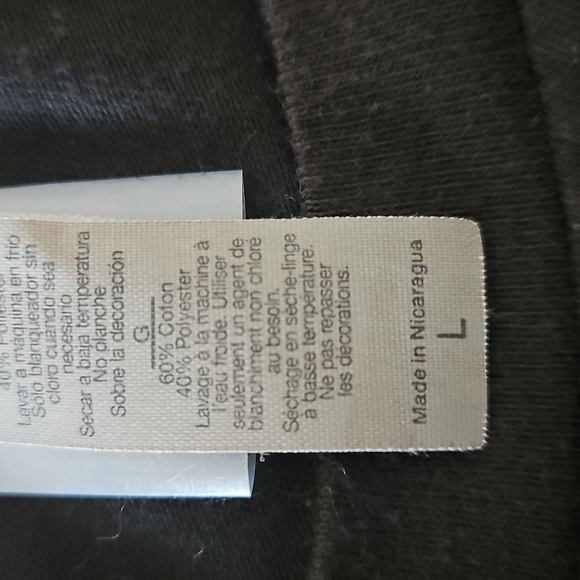 40% Poliéster
Lavar a máquina en frío
Sólo blanqueador sin
cloro cuando sea
necesario
Secar a baja temperatura
No planche
Sobre la decoración
G
60% Coton
40% Polyester
Lavage à la machine à
l'eau froide. Utiliser
seulement un agent de
blanchiment non chloré
au besoin.
Séchage en sèche-linge
a basse temperature.
Ne pas repasser
les décorations.
Made in Nicaragua
L